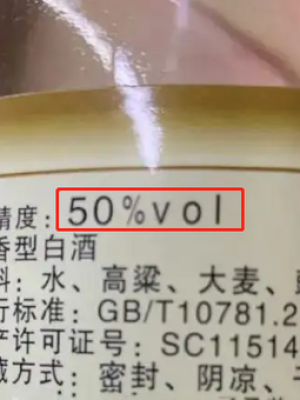 精度: 50%vol
香型白酒
料: 水、高粱、大麦、
行标准: GB/T10781.2
产许可证号: SC11514
藏方式: 密封、阴凉、干